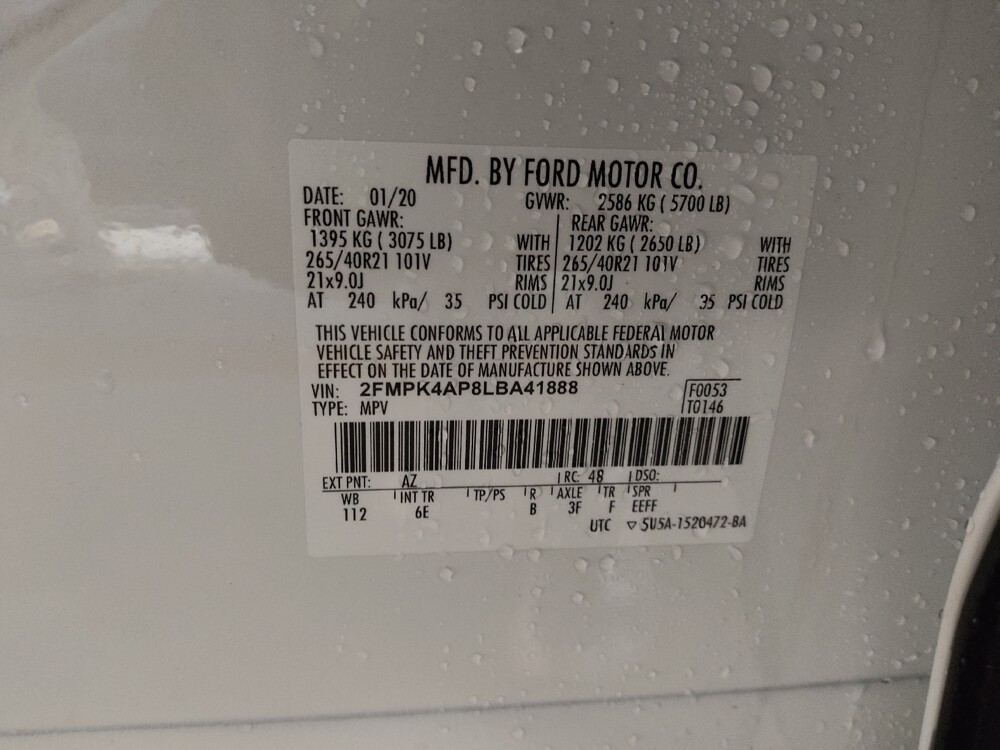 MFD. BY FORD MOTOR CO.
DATE: 01/20 GVWR: 2586 KG ( 5700 LB)
FRONT GAWR: REAR GAWR:
1395 KG ( 3075 LB) WITH 1202 KG ( 2650 LB) WITH
265/40R21 101V TIRES 265/40R21 101V TIRES
21x9.0J RIMS 21x9.0J RIMS
AT 240 kPa/ 35 PSI COLD AT 240 kPa/ 35 PSI COLD
THIS VEHICLE CONFORMS TO ALL APPLICABLE FEDERAL MOTOR
VEHICLE SAFETY AND THEFT PREVENTION STANDARDS IN
EFFECT ON THE DATE OF MANUFACTURE SHOWN ABOVE.
VIN: 2FMPK4AP8LBA41888 F0053
TYPE: MPV T0146
EXT PNT: AZ RC: 48 DSO:
WB INT TR TP/PS R AXLE TR SPR
112 6E B 3F F EEFF
UTC ▽ 5U5A-1520472-BA